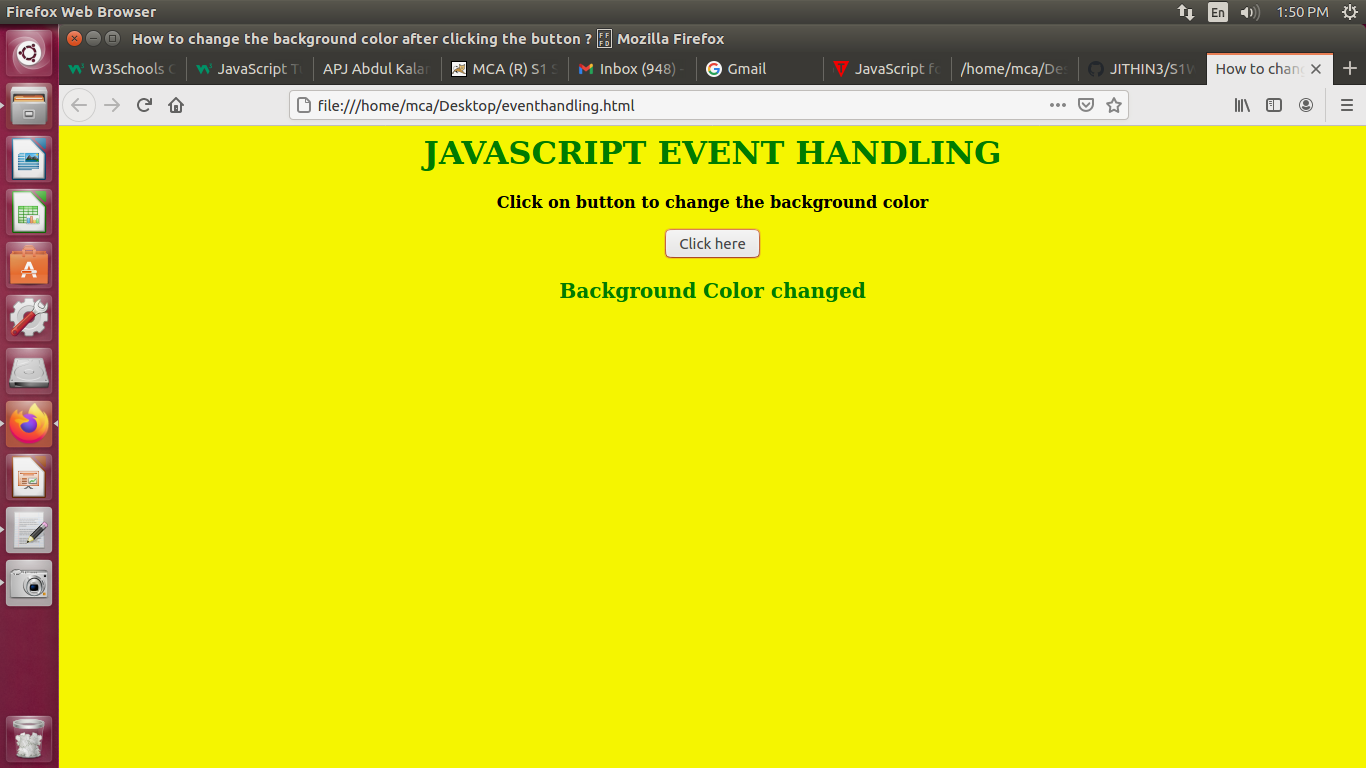 Firefox Web Browser
En
1:50 PM
How to change the background color after clicking the button ? FFFD Mozilla Firefox
W3Schools
JavaScript T
APJ Abdul Kalar
MCA (R) S1 S
Inbox (948) -
Gmail
JavaScript fo
/home/mca/De
JITHIN3/S1
How to chan
file:///home/mca/Desktop/eventhandling.html
JAVASCRIPT EVENT HANDLING
Click on button to change the background color
Click here
Background Color changed